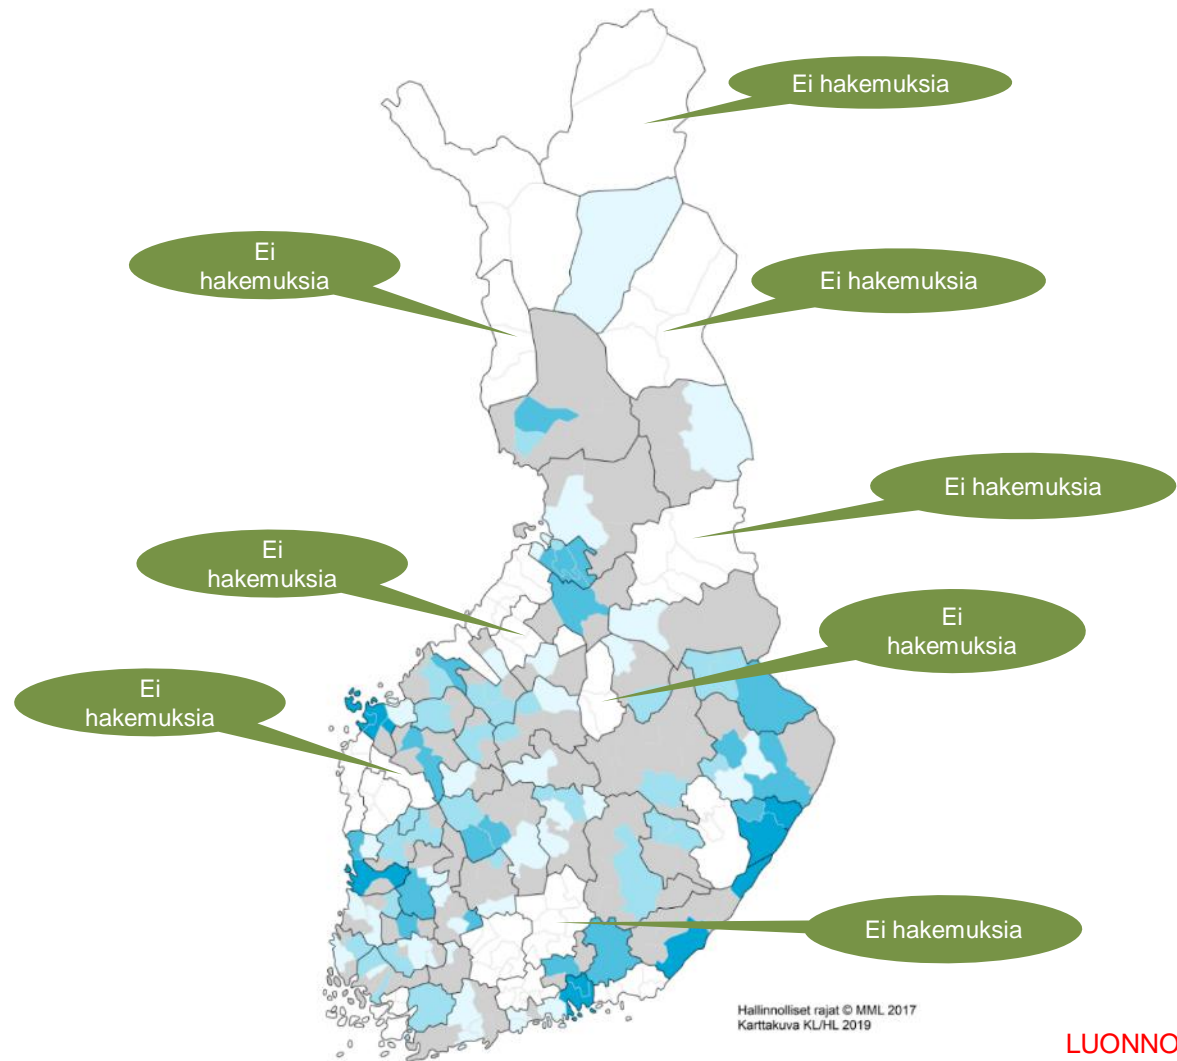 Ei hakemuksia
Ei
hakemuksia
Ei hakemuksia
Ei hakemuksia
Ei
hakemuksia
Ei
hakemuksia
Ei
hakemuksia
Ei hakemuksia
Hallinnolliset rajat © MML 2017
Karttakuva KL/HL 2019
LUONNO